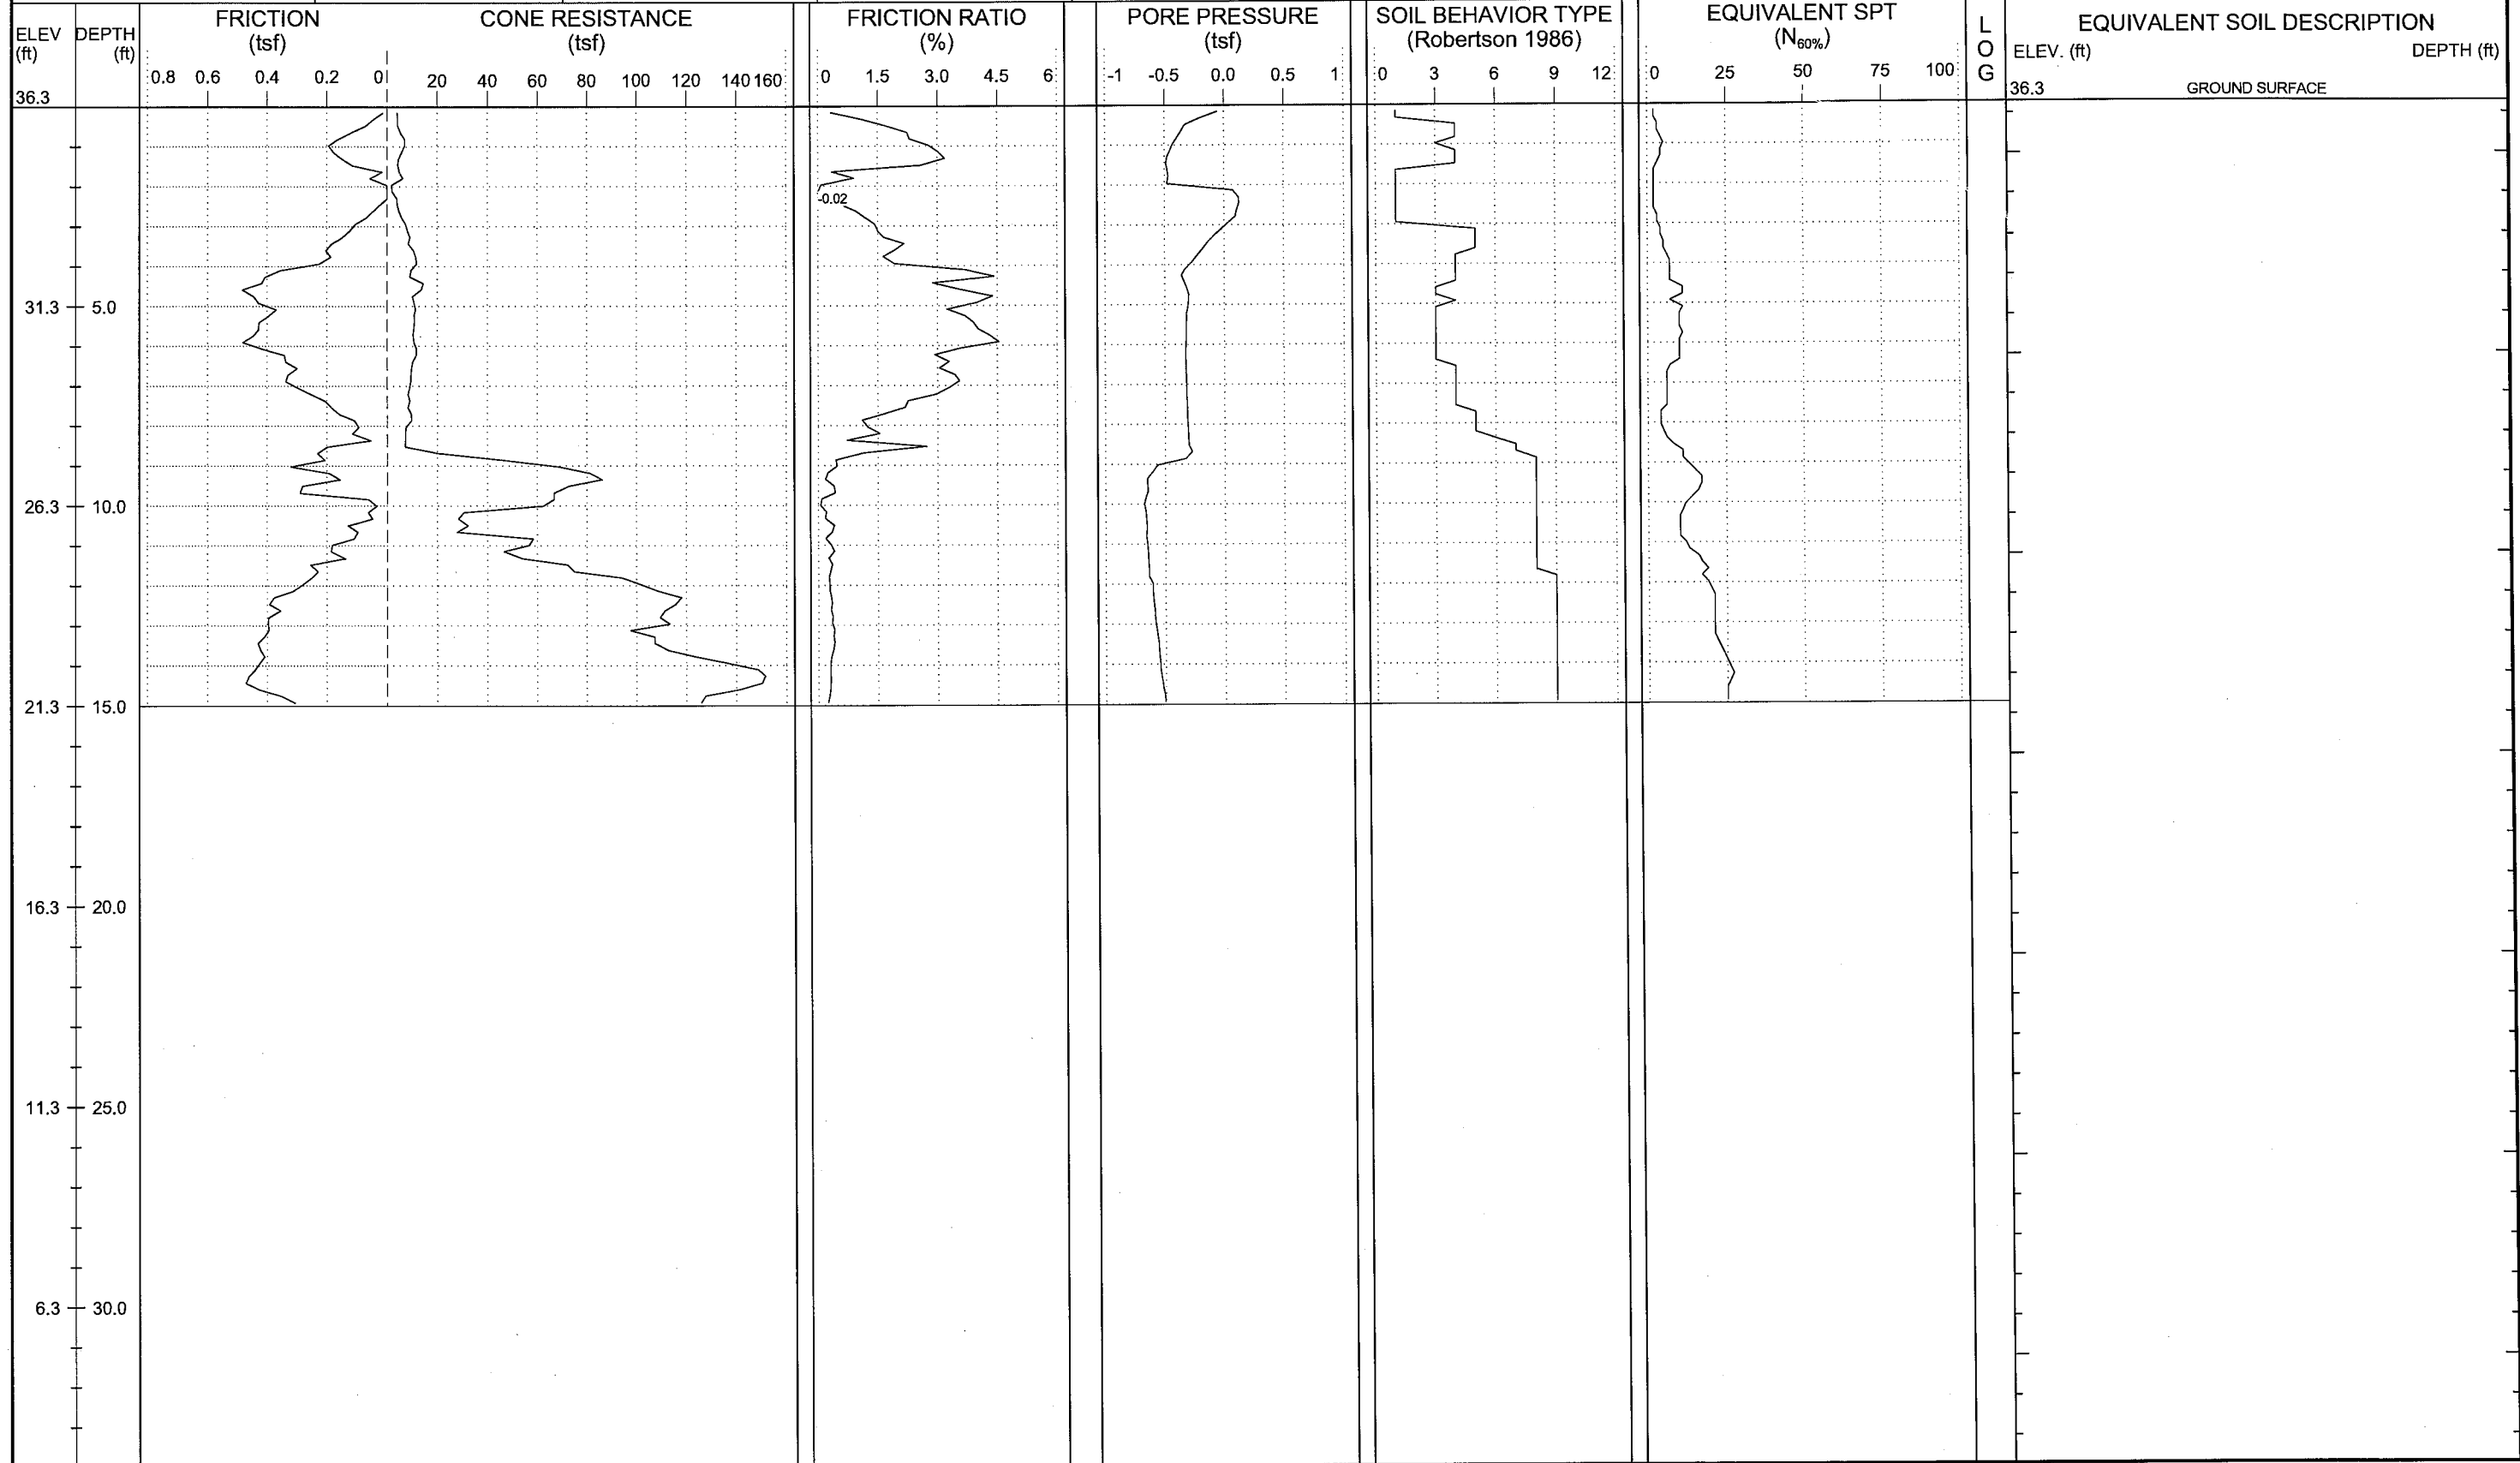 FRICTION CONE RESISTANCE FRICTION RATIO PORE PRESSURE SOIL BEHAVIOR TYPE EQUIVALENT SPT L EQUIVALENT SOIL DESCRIPTION
ELEV DEPTH (tsf) (tsf) (%) (tsf) (Robertson 1986) (N60%) O ELEV. (ft) DEPTH (ft)
(ft) (ft) G
0.8 0.6 0.4 0.2 0 20 40 60 80 100 120 140 160 0 1.5 3.0 4.5 6 -1 -0.5 0.0 0.5 1 0 3 6 9 12 0 25 50 75 100
36.3 36.3 GROUND SURFACE
-0.02
31.3 5.0
26.3 10.0
21.3 15.0
16.3 20.0
11.3 25.0
6.3 30.0